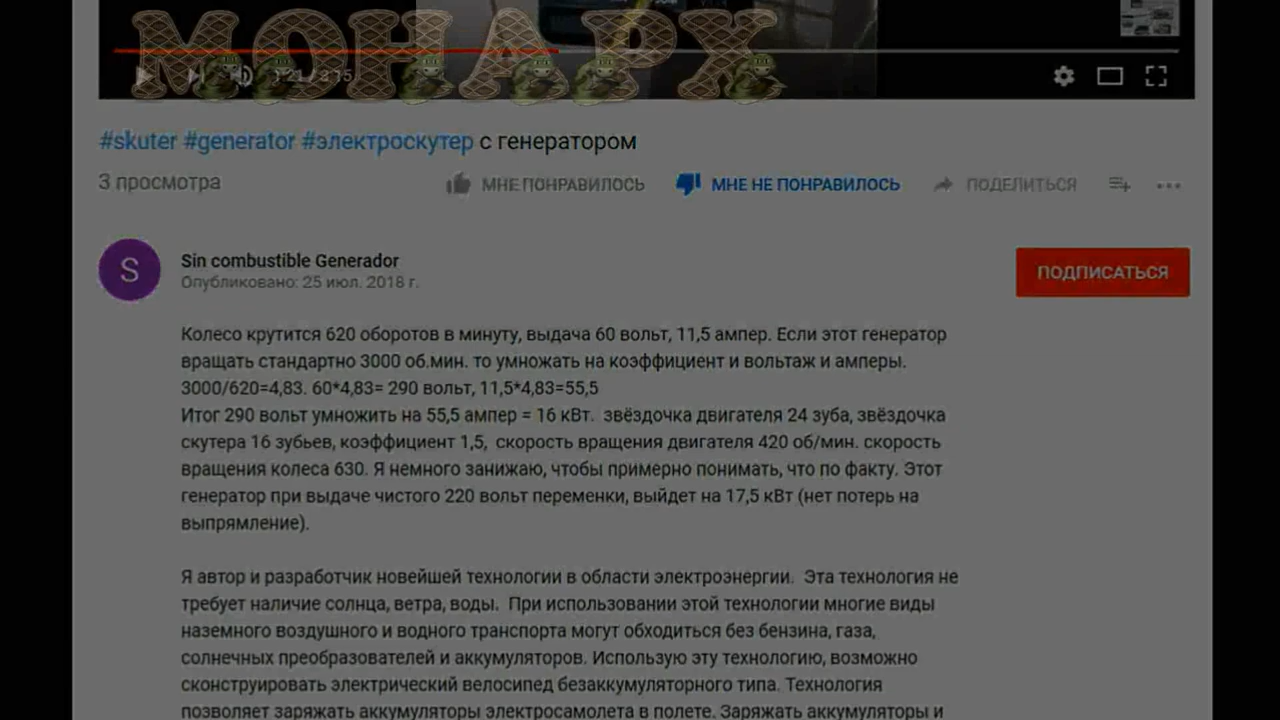 МОНАРХ
1:21 / 3:15
#skuter #generator #электроскутер с генератором
3 просмотра
МНЕ ПОНРАВИЛОСЬ
МНЕ НЕ ПОНРАВИЛОСЬ
ПОДЕЛИТЬСЯ
S
Sin combustible Generador
Опубликовано: 25 июл. 2018 г.
ПОДПИСАТЬСЯ
Колесо крутится 620 оборотов в минуту, выдача 60 вольт, 11,5 ампер. Если этот генератор
вращать стандартно 3000 об.мин. то умножать на коэффициент и вольтаж и амперы.
3000/620=4,83. 60*4,83= 290 вольт, 11,5*4,83=55,5
Итог 290 вольт умножить на 55,5 ампер = 16 кВт. звёздочка двигателя 24 зуба, звёздочка
скутера 16 зубьев, коэффициент 1,5, скорость вращения двигателя 420 об/мин. скорость
вращения колеса 630. Я немного занижаю, чтобы примерно понимать, что по факту. Этот
генератор при выдаче чистого 220 вольт переменки, выйдет на 17,5 кВт (нет потерь на
выпрямление).
Я автор и разработчик новейшей технологии в области электроэнергии. Эта технология не
требует наличие солнца, ветра, воды. При использовании этой технологии многие виды
наземного воздушного и водного транспорта могут обходиться без бензина, газа,
солнечных преобразователей и аккумуляторов. Использую эту технологию, возможно
сконструировать электрический велосипед безаккумуляторного типа. Технология
позволяет заряжать аккумуляторы электросамолета в полете. Заряжать аккумуляторы и